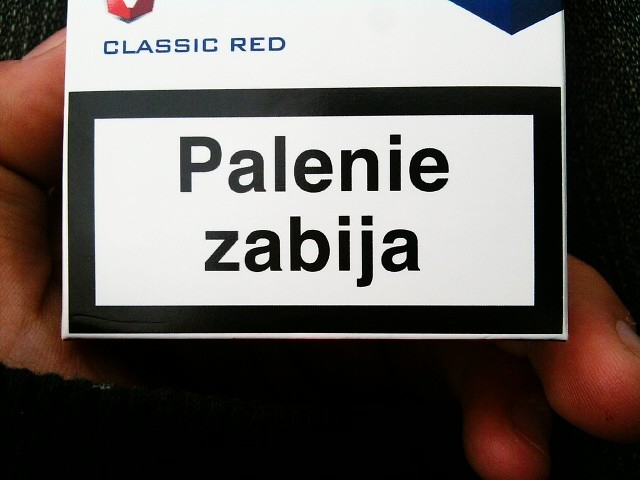 CLASSIC RED
Palenie
zabija